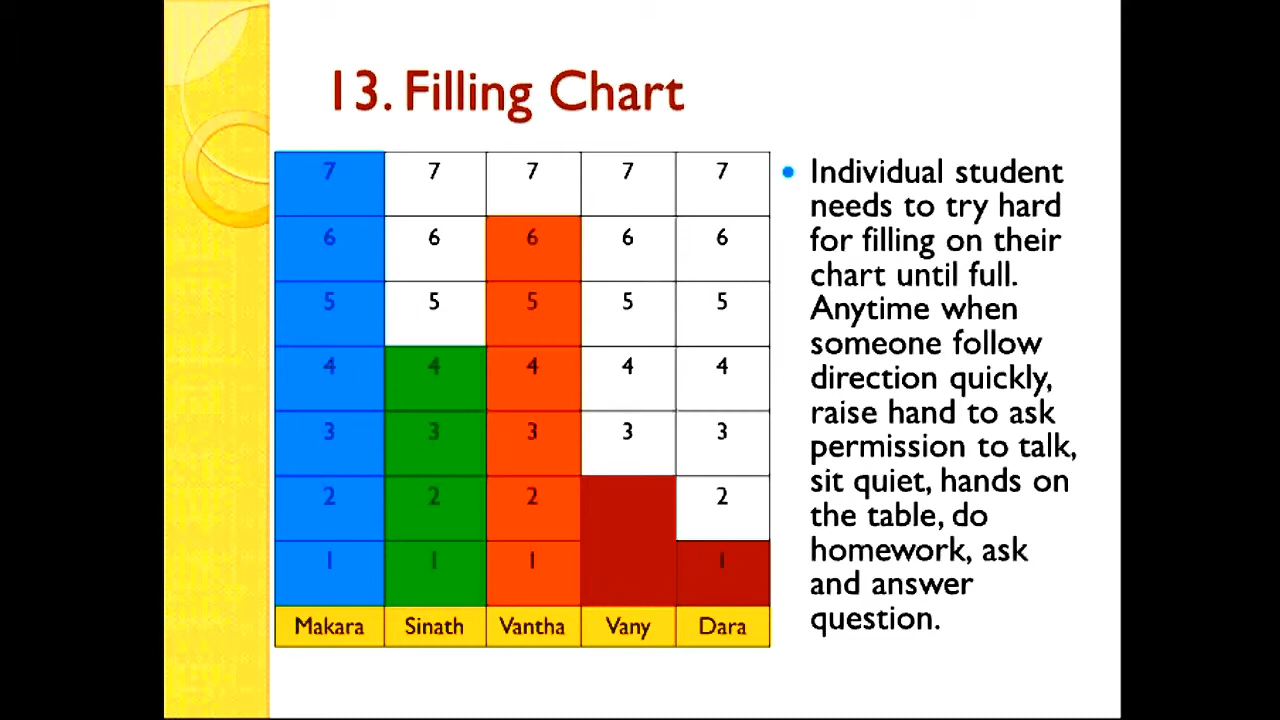 13. Filling Chart
7 7 7 7 7
6 6 6 6 6
5 5 5 5 5
4 4 4 4 4
3 3 3 3 3
2 2 2 2
1 1 1 1
Makara Sinath Vantha Vany Dara
• Individual student
needs to try hard
for filling on their
chart until full.
Anytime when
someone follow
direction quickly,
raise hand to ask
permission to talk,
sit quiet, hands on
the table, do
homework, ask
and answer
question.